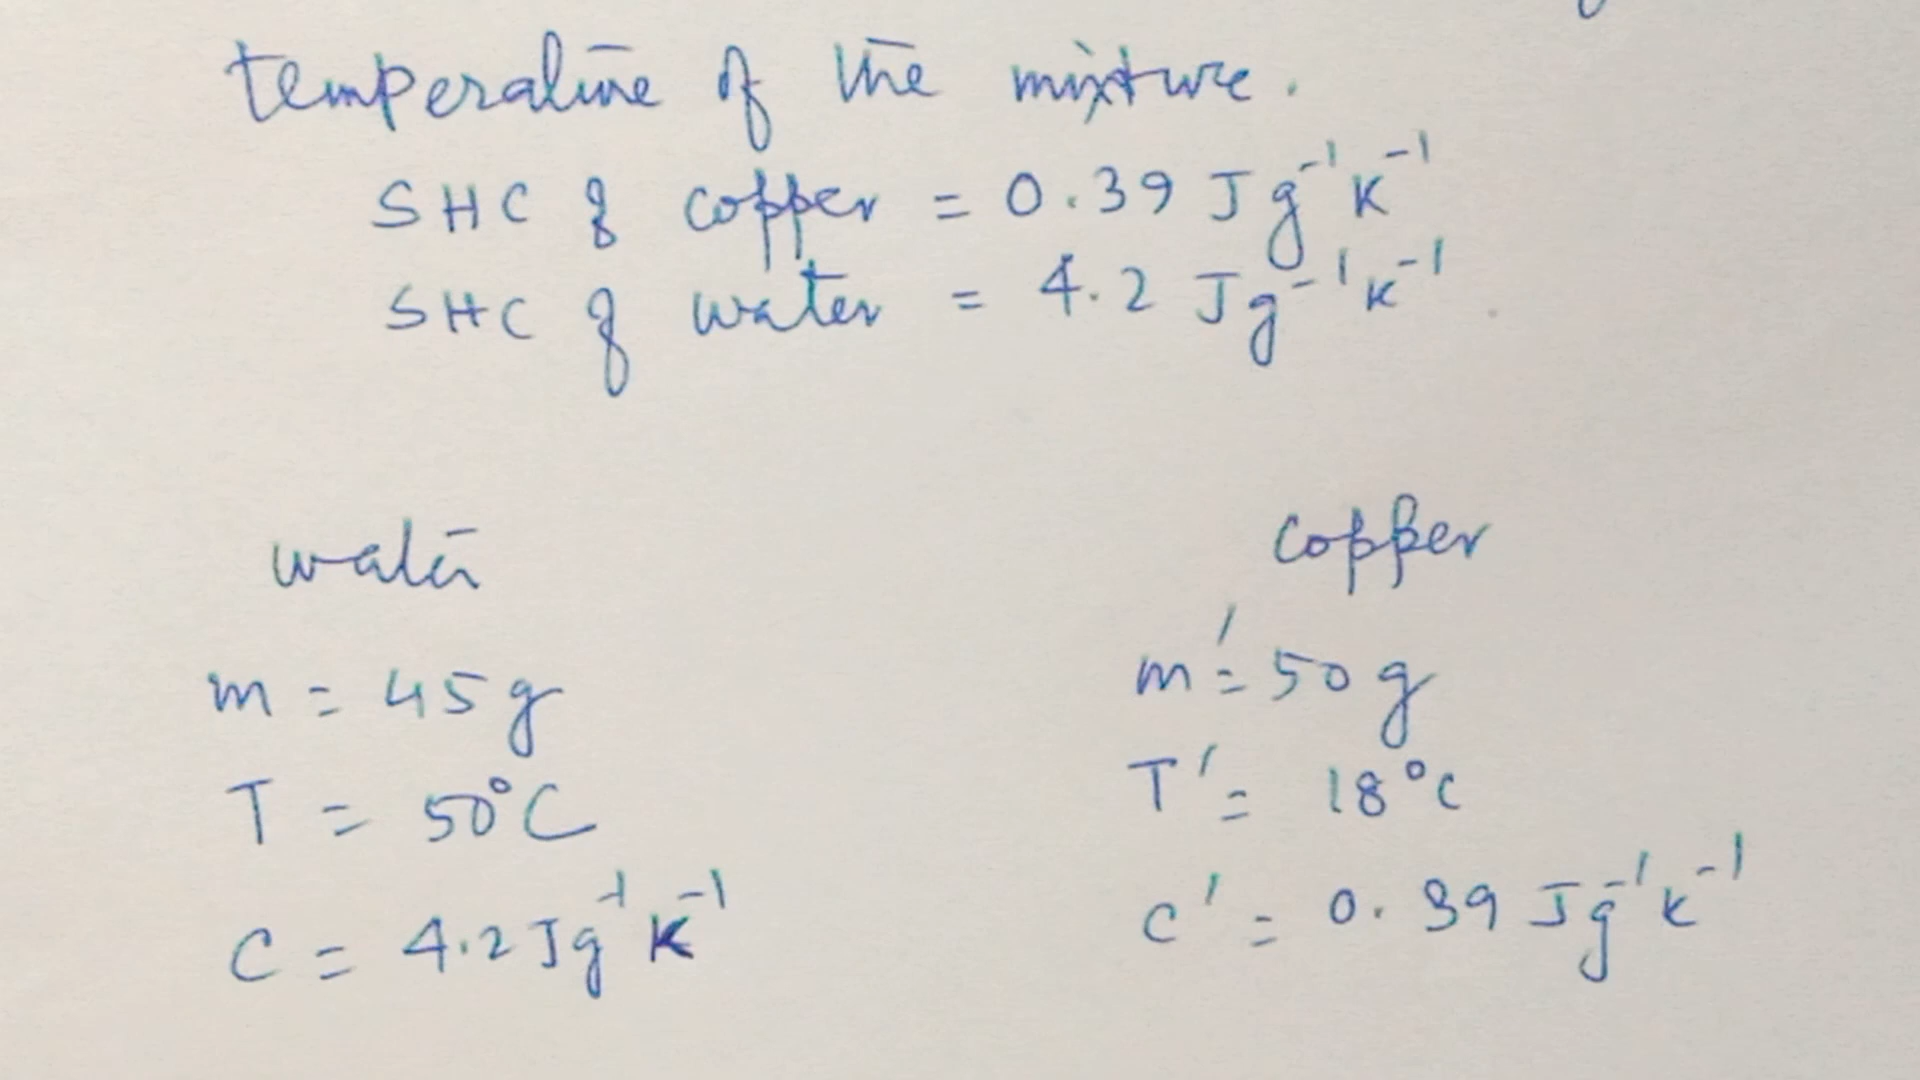 temperature of the mixture.
SHC of copper = 0.39 Jg⁻¹K⁻¹
SHC of water = 4.2 Jg⁻¹K⁻¹
water
m = 45g
T = 50°C
C = 4.2 Jg⁻¹K⁻¹
copper
m' = 50g
T' = 18°C
C' = 0.39 Jg⁻¹K⁻¹